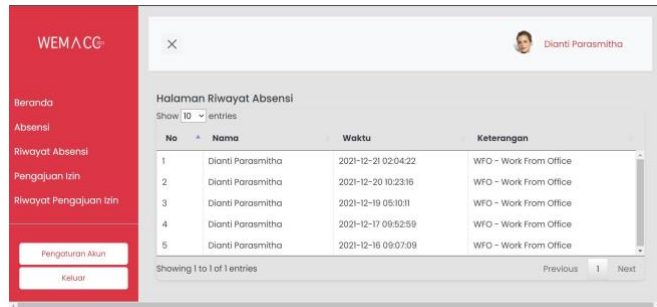 WEMACG
Dianti Parasmitha
Beranda
Absensi
Riwayat Absensi
Pengajuan Izin
Riwayat Pengajuan Izin
Pengaturan Akun
Keluar
Halaman Riwayat Absensi
Show 10 entries
No Nama Waktu Keterangan
1 Dianti Parasmitha 2021-12-21 02:04:22 WFO - Work From Office
2 Dianti Parasmitha 2021-12-20 10:23:16 WFO - Work From Office
3 Dianti Parasmitha 2021-12-19 05:10:11 WFO - Work From Office
4 Dianti Parasmitha 2021-12-17 09:52:59 WFO - Work From Office
5 Dianti Parasmitha 2021-12-16 09:07:09 WFO - Work From Office
Showing 1 to 1 of 1 entries
Previous 1 Next